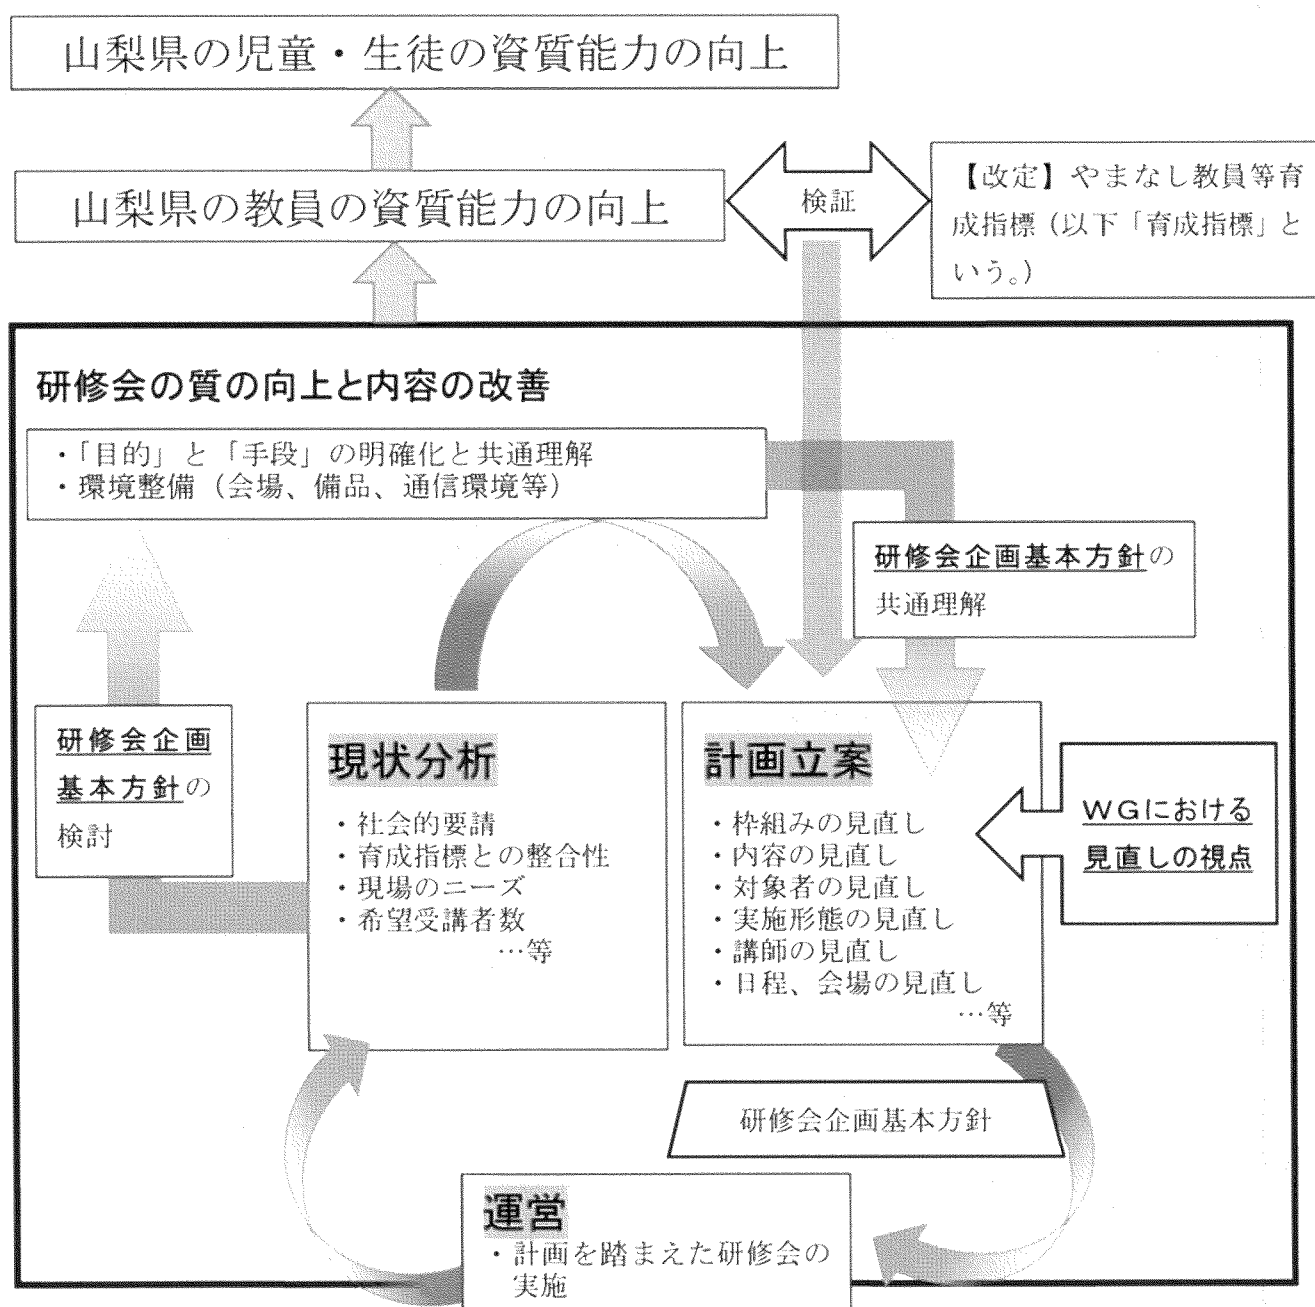 山梨県の児童・生徒の資質能力の向上
山梨県の教員の資質能力の向上
検証
【改定】やまなし教員等育
成指標（以下「育成指標」と
いう。）
研修会の質の向上と内容の改善
・「目的」と「手段」の明確化と共通理解
・環境整備（会場、備品、通信環境等）
研修会企画基本方針の
共通理解
研修会企画
基本方針の
検討
現状分析
・社会的要請
・育成指標との整合性
・現場のニーズ
・希望受講者数
…等
計画立案
・枠組みの見直し
・内容の見直し
・対象者の見直し
・実施形態の見直し
・講師の見直し
・日程、会場の見直し
…等
ＷＧにおける
見直しの視点
研修会企画基本方針
運営
・計画を踏まえた研修会の
実施